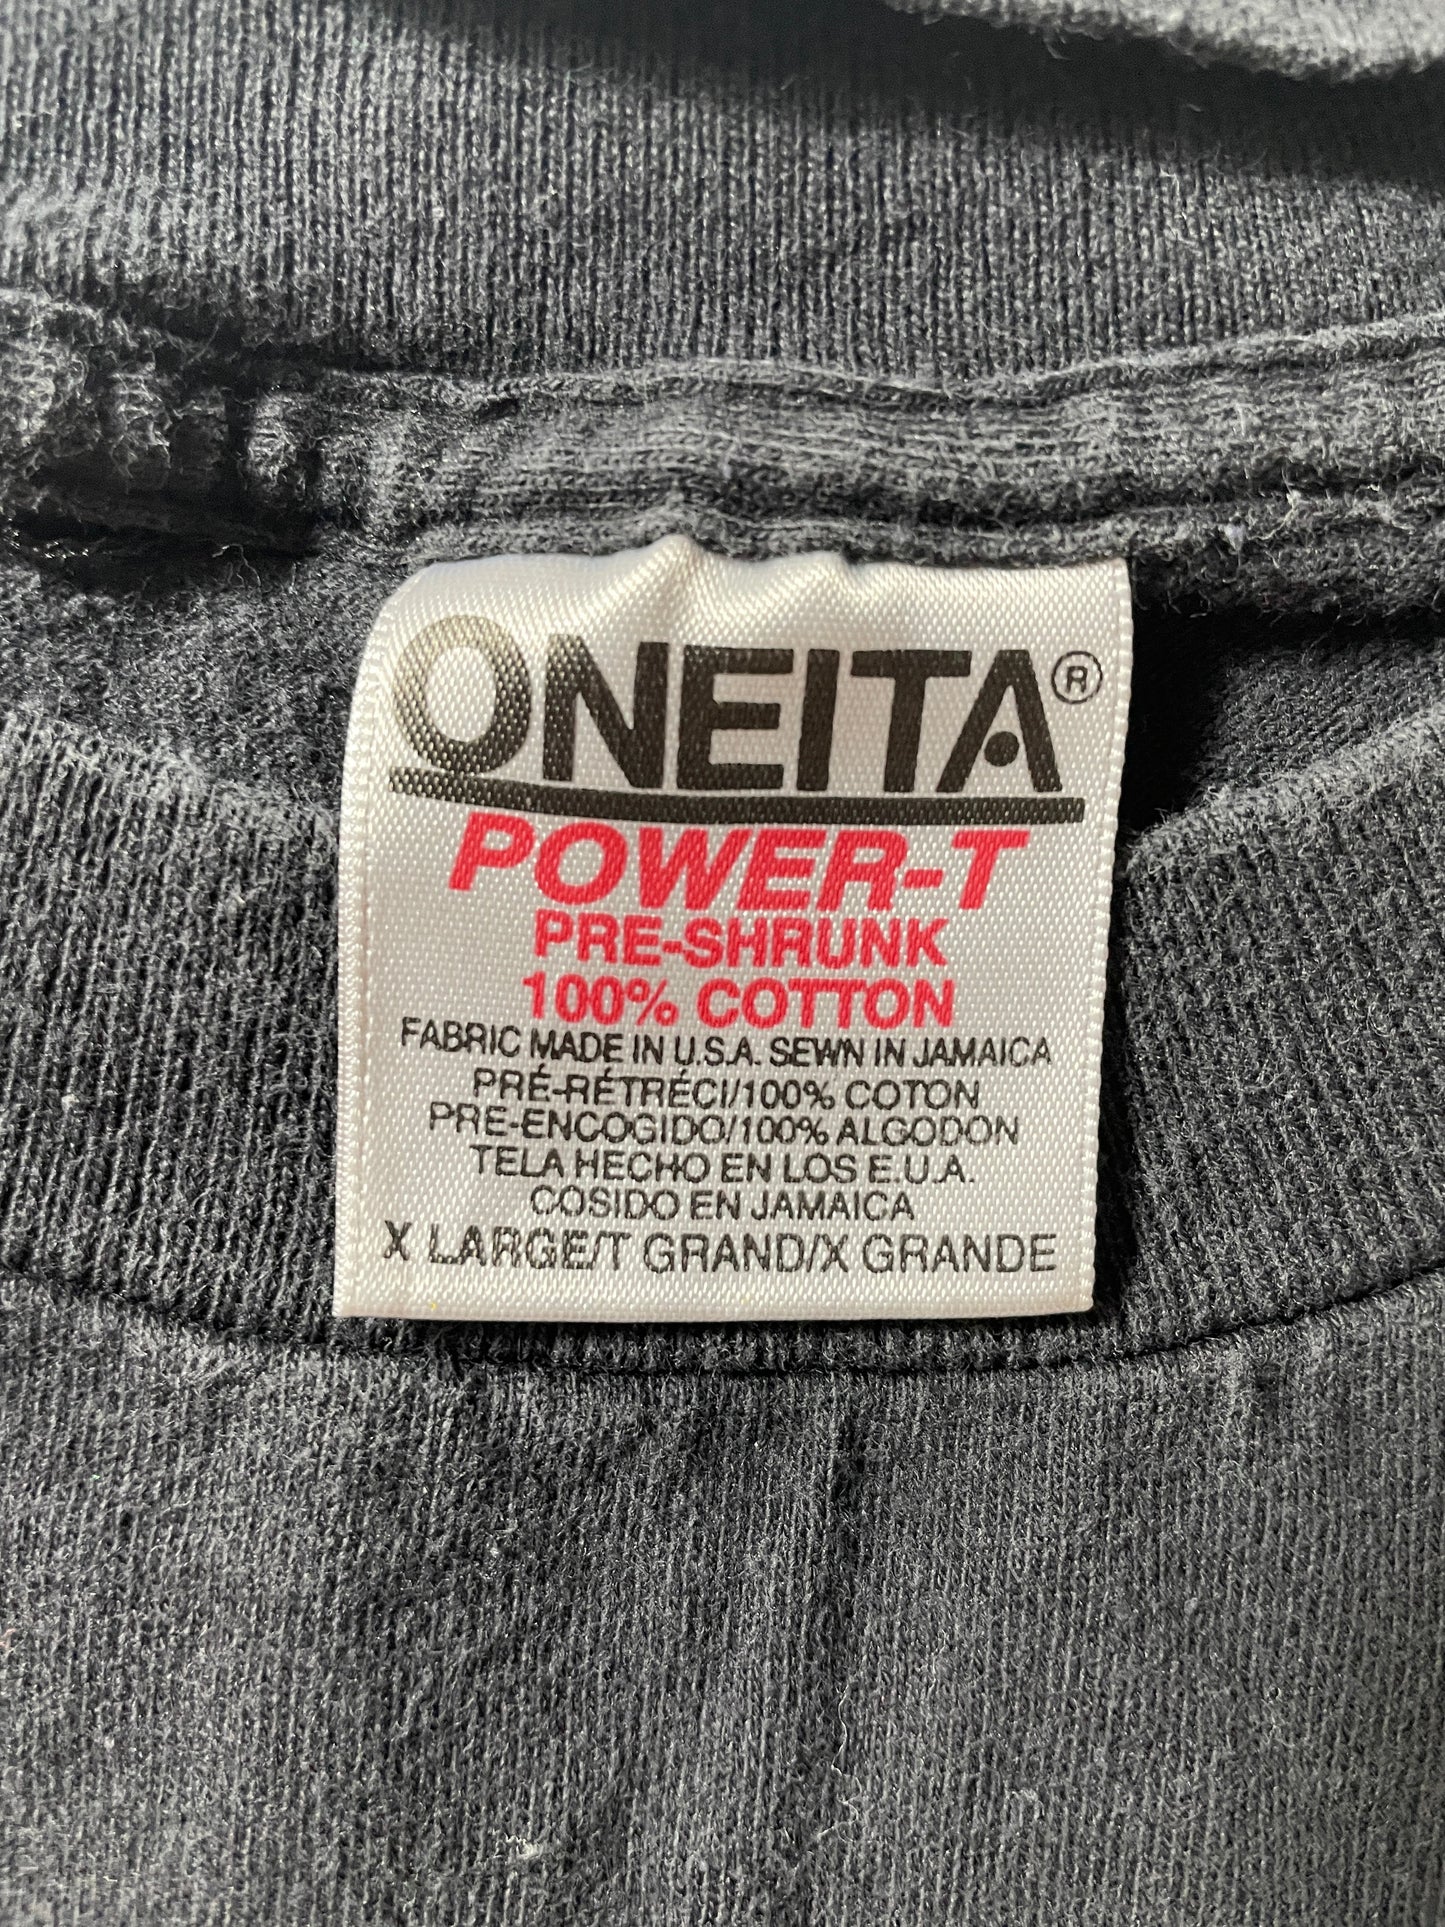 ONEITA®
POWER-T
PRE-SHRUNK
100% COTTON
FABRIC MADE IN U.S.A. SEWN IN JAMAICA
PRÉ-RÉTRÉCI/100% COTON
PRE-ENCOGIDO/100% ALGODON
TELA HECHO EN LOS E.U.A.
COSIDO EN JAMAICA
X LARGE/T GRAND/X GRANDE